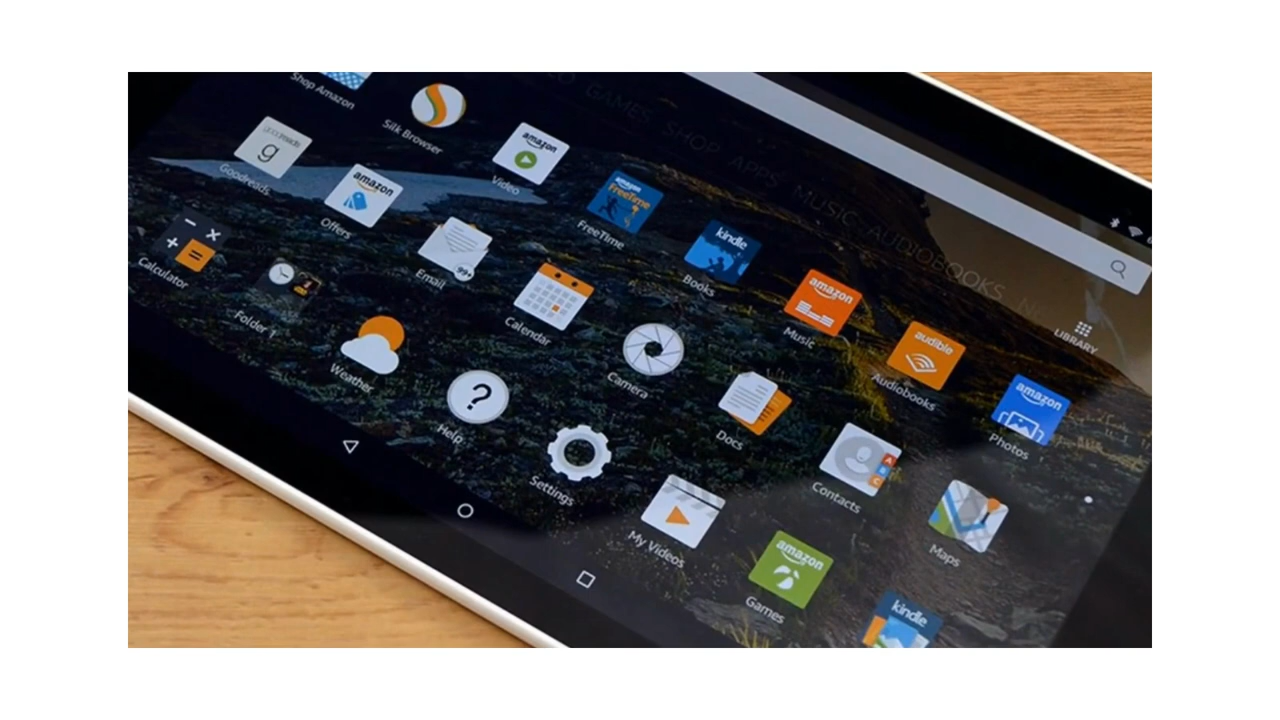 GAMES SHOP APPS MUSIC AUDIOBOOKS
LIBRARY
Shop Amazon
Silk Browser
amazon
Video
amazon
FreeTime
FreeTime
kindle
Books
amazon
Music
audible
Audiobooks
amazon
Photos
goodreads
g
Goodreads
amazon
Offers
99+
Email
Calendar
Camera
Docs
A
B
C
Contacts
Maps
− ×
+ =
Calculator
Folder 1
Weather
?
Help
Settings
My Videos
amazon
Games
kindle